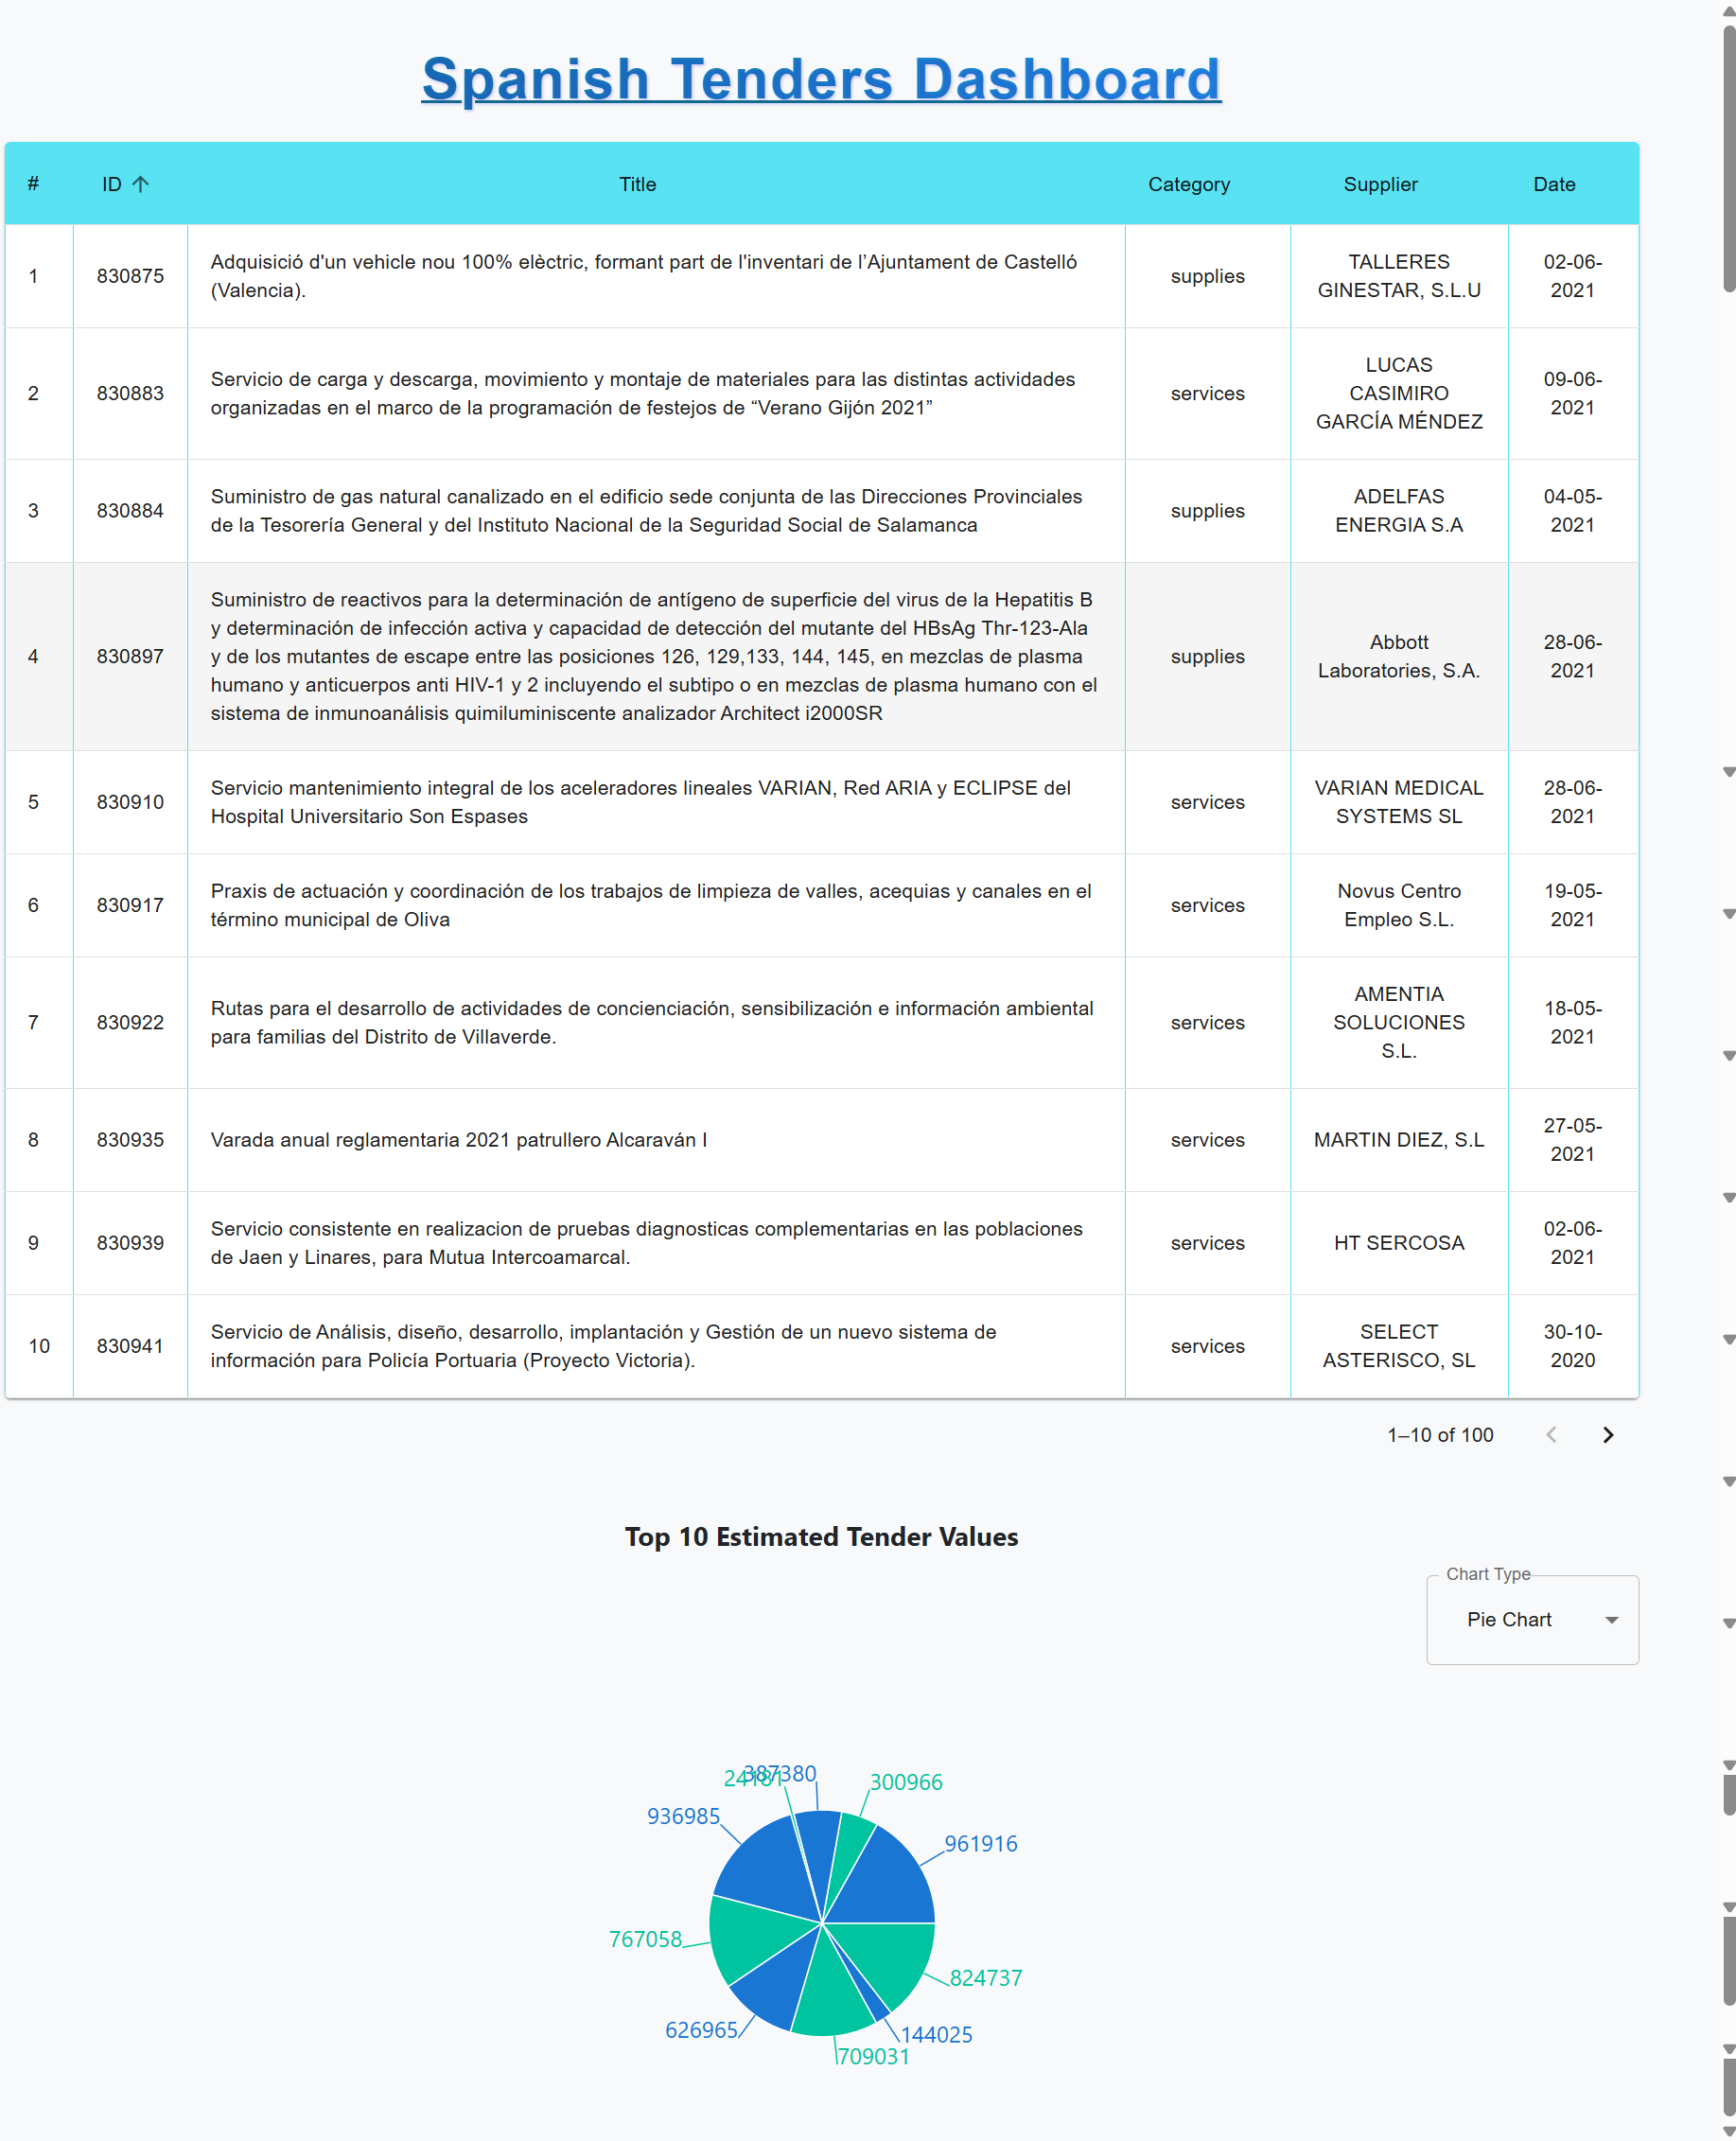 Spanish Tenders Dashboard
# ID Title Category Supplier Date
1 830875 Adquisició d'un vehicle nou 100% elèctric, formant part de l'inventari de l’Ajuntament de Castelló
(Valencia). supplies TALLERES
GINESTAR, S.L.U 02-06-
2021
2 830883 Servicio de carga y descarga, movimiento y montaje de materiales para las distintas actividades
organizadas en el marco de la programación de festejos de “Verano Gijón 2021” services LUCAS
CASIMIRO
GARCÍA MÉNDEZ 09-06-
2021
3 830884 Suministro de gas natural canalizado en el edificio sede conjunta de las Direcciones Provinciales
de la Tesorería General y del Instituto Nacional de la Seguridad Social de Salamanca supplies ADELFAS
ENERGIA S.A 04-05-
2021
4 830897 Suministro de reactivos para la determinación de antígeno de superficie del virus de la Hepatitis B
y determinación de infección activa y capacidad de detección del mutante del HBsAg Thr-123-Ala
y de los mutantes de escape entre las posiciones 126, 129,133, 144, 145, en mezclas de plasma
humano y anticuerpos anti HIV-1 y 2 incluyendo el subtipo o en mezclas de plasma humano con el
sistema de inmunoanálisis quimiluminiscente analizador Architect i2000SR supplies Abbott
Laboratories, S.A. 28-06-
2021
5 830910 Servicio mantenimiento integral de los aceleradores lineales VARIAN, Red ARIA y ECLIPSE del
Hospital Universitario Son Espases services VARIAN MEDICAL
SYSTEMS SL 28-06-
2021
6 830917 Praxis de actuación y coordinación de los trabajos de limpieza de valles, acequias y canales en el
término municipal de Oliva services Novus Centro
Empleo S.L. 19-05-
2021
7 830922 Rutas para el desarrollo de actividades de concienciación, sensibilización e información ambiental
para familias del Distrito de Villaverde. services AMENTIA
SOLUCIONES
S.L. 18-05-
2021
8 830935 Varada anual reglamentaria 2021 patrullero Alcaraván I services MARTIN DIEZ, S.L 27-05-
2021
9 830939 Servicio consistente en realizacion de pruebas diagnosticas complementarias en las poblaciones
de Jaen y Linares, para Mutua Intercoamarcal. services HT SERCOSA 02-06-
2021
10 830941 Servicio de Análisis, diseño, desarrollo, implantación y Gestión de un nuevo sistema de
información para Policía Portuaria (Proyecto Victoria). services SELECT
ASTERISCO, SL 30-10-
2020
1–10 of 100
Top 10 Estimated Tender Values
Chart Type
Pie Chart
387380
24181
300966
936985
961916
767058
824737
626965
144025
709031